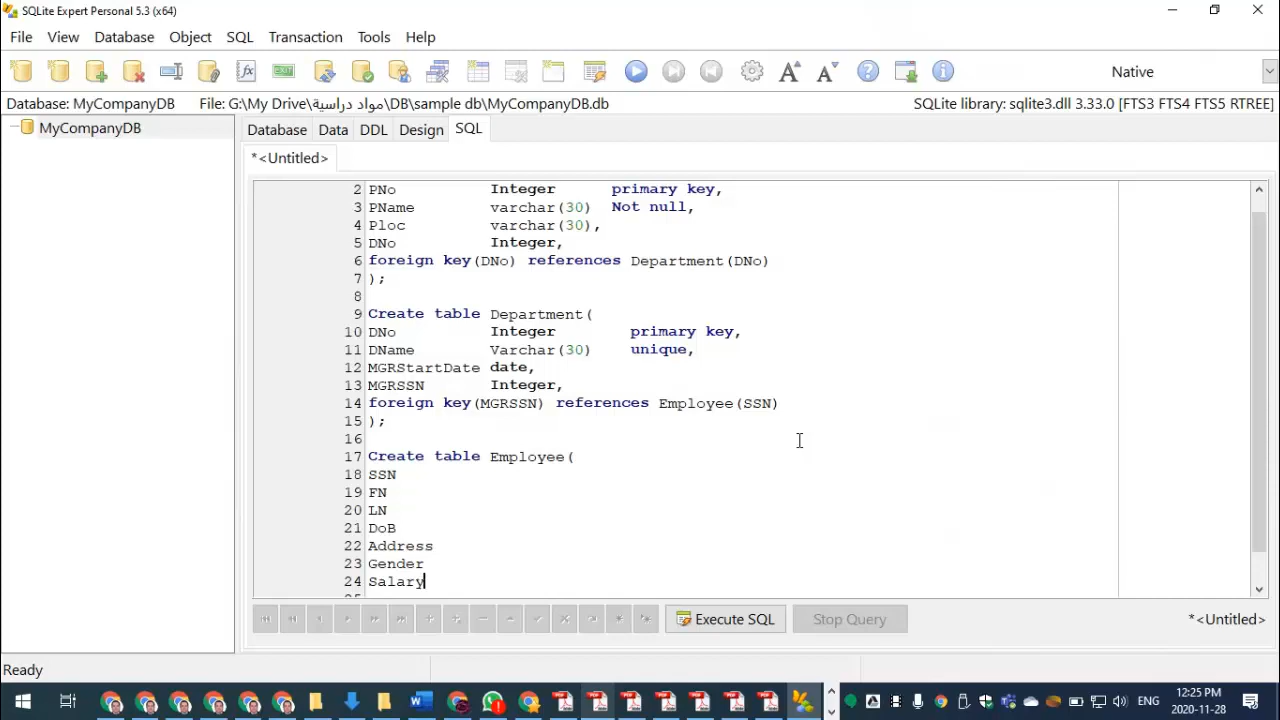 SQLite Expert Personal 5.3 (x64)
File View Database Object SQL Transaction Tools Help
Native
Database: MyCompanyDB File: G:\My Drive\مواد دراسية\DB\sample db\MyCompanyDB.db SQLite library: sqlite3.dll 3.33.0 [FTS3 FTS4 FTS5 RTREE]
MyCompanyDB
Database Data DDL Design SQL
*<Untitled>
2 PNo Integer primary key,
3 PName varchar(30) Not null,
4 Ploc varchar(30),
5 DNo Integer,
6 foreign key(DNo) references Department(DNo)
7 );
8
9 Create table Department(
10 DNo Integer primary key,
11 DName Varchar(30) unique,
12 MGRStartDate date,
13 MGRSSN Integer,
14 foreign key(MGRSSN) references Employee(SSN)
15 );
16
17 Create table Employee(
18 SSN
19 FN
20 LN
21 DoB
22 Address
23 Gender
24 Salary
Execute SQL Stop Query *<Untitled>
Ready
ENG 12:25 PM
2020-11-28